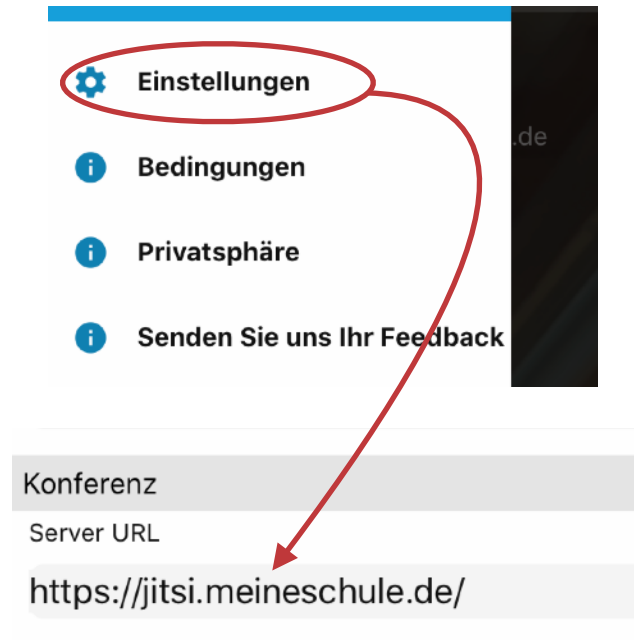 Einstellungen
.de
Bedingungen
Privatsphäre
Senden Sie uns Ihr Feedback
Konferenz
Server URL
https://jitsi.meineschule.de/